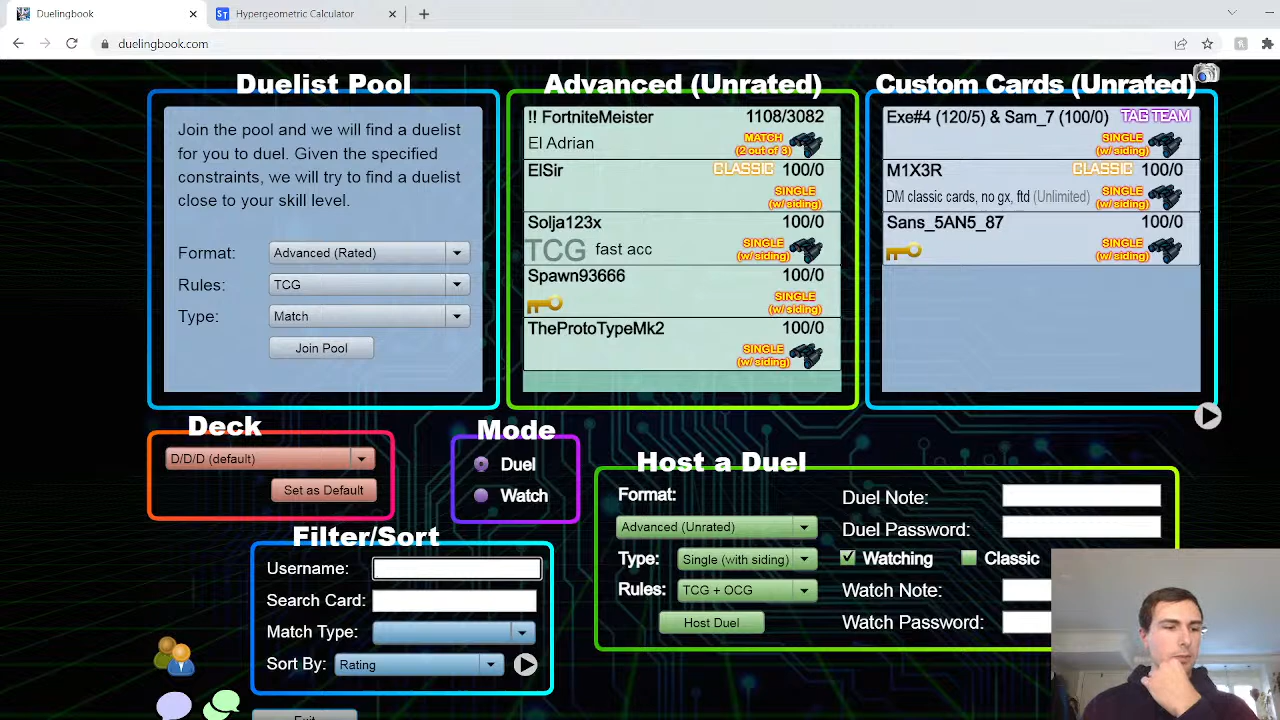 Duelingbook
ST Hypergeometric Calculator
duelingbook.com
Duelist Pool
Join the pool and we will find a duelist
for you to duel. Given the specified
constraints, we will try to find a duelist
close to your skill level.
Format: Advanced (Rated)
Rules: TCG
Type: Match
Join Pool
Advanced (Unrated)
!! FortniteMeister 1108/3082
El Adrian MATCH
(2 out of 3)
ElSir CLASSIC 100/0
SINGLE
(w/ siding)
Solja123x 100/0
TCG fast acc SINGLE
(w/ siding)
Spawn93666 100/0
SINGLE
(w/ siding)
TheProtoTypeMk2 100/0
SINGLE
(w/ siding)
Custom Cards (Unrated)
Exe#4 (120/5) & Sam_7 (100/0) TAG TEAM
SINGLE
(w/ siding)
M1X3R CLASSIC 100/0
DM classic cards, no gx, ftd (Unlimited) SINGLE
(w/ siding)
Sans_5AN5_87 100/0
SINGLE
(w/ siding)
Deck
D/D/D (default)
Set as Default
Mode
Duel
Watch
Filter/Sort
Username:
Search Card:
Match Type:
Sort By: Rating
Host a Duel
Format:
Advanced (Unrated)
Type: Single (with siding)
Rules: TCG + OCG
Host Duel
Duel Note:
Duel Password:
Watching Classic
Watch Note:
Watch Password:
Exit